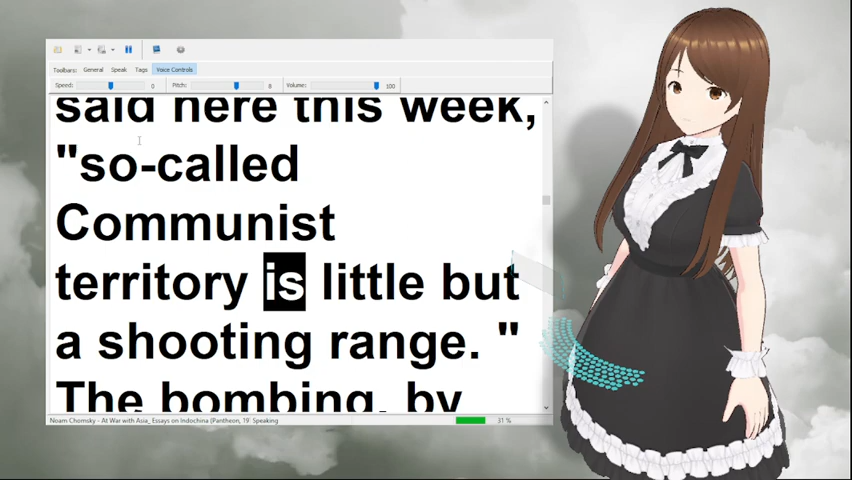 Toolbars: General Speak Tags Voice Controls
Speed: 0 Pitch: 8 Volume: 100
said here this week,
"so-called
Communist
territory is little but
a shooting range. "
The bombing, by
Noam Chomsky - At War with Asia_ Essays on Indochina (Pantheon, 19 Speaking 31 %